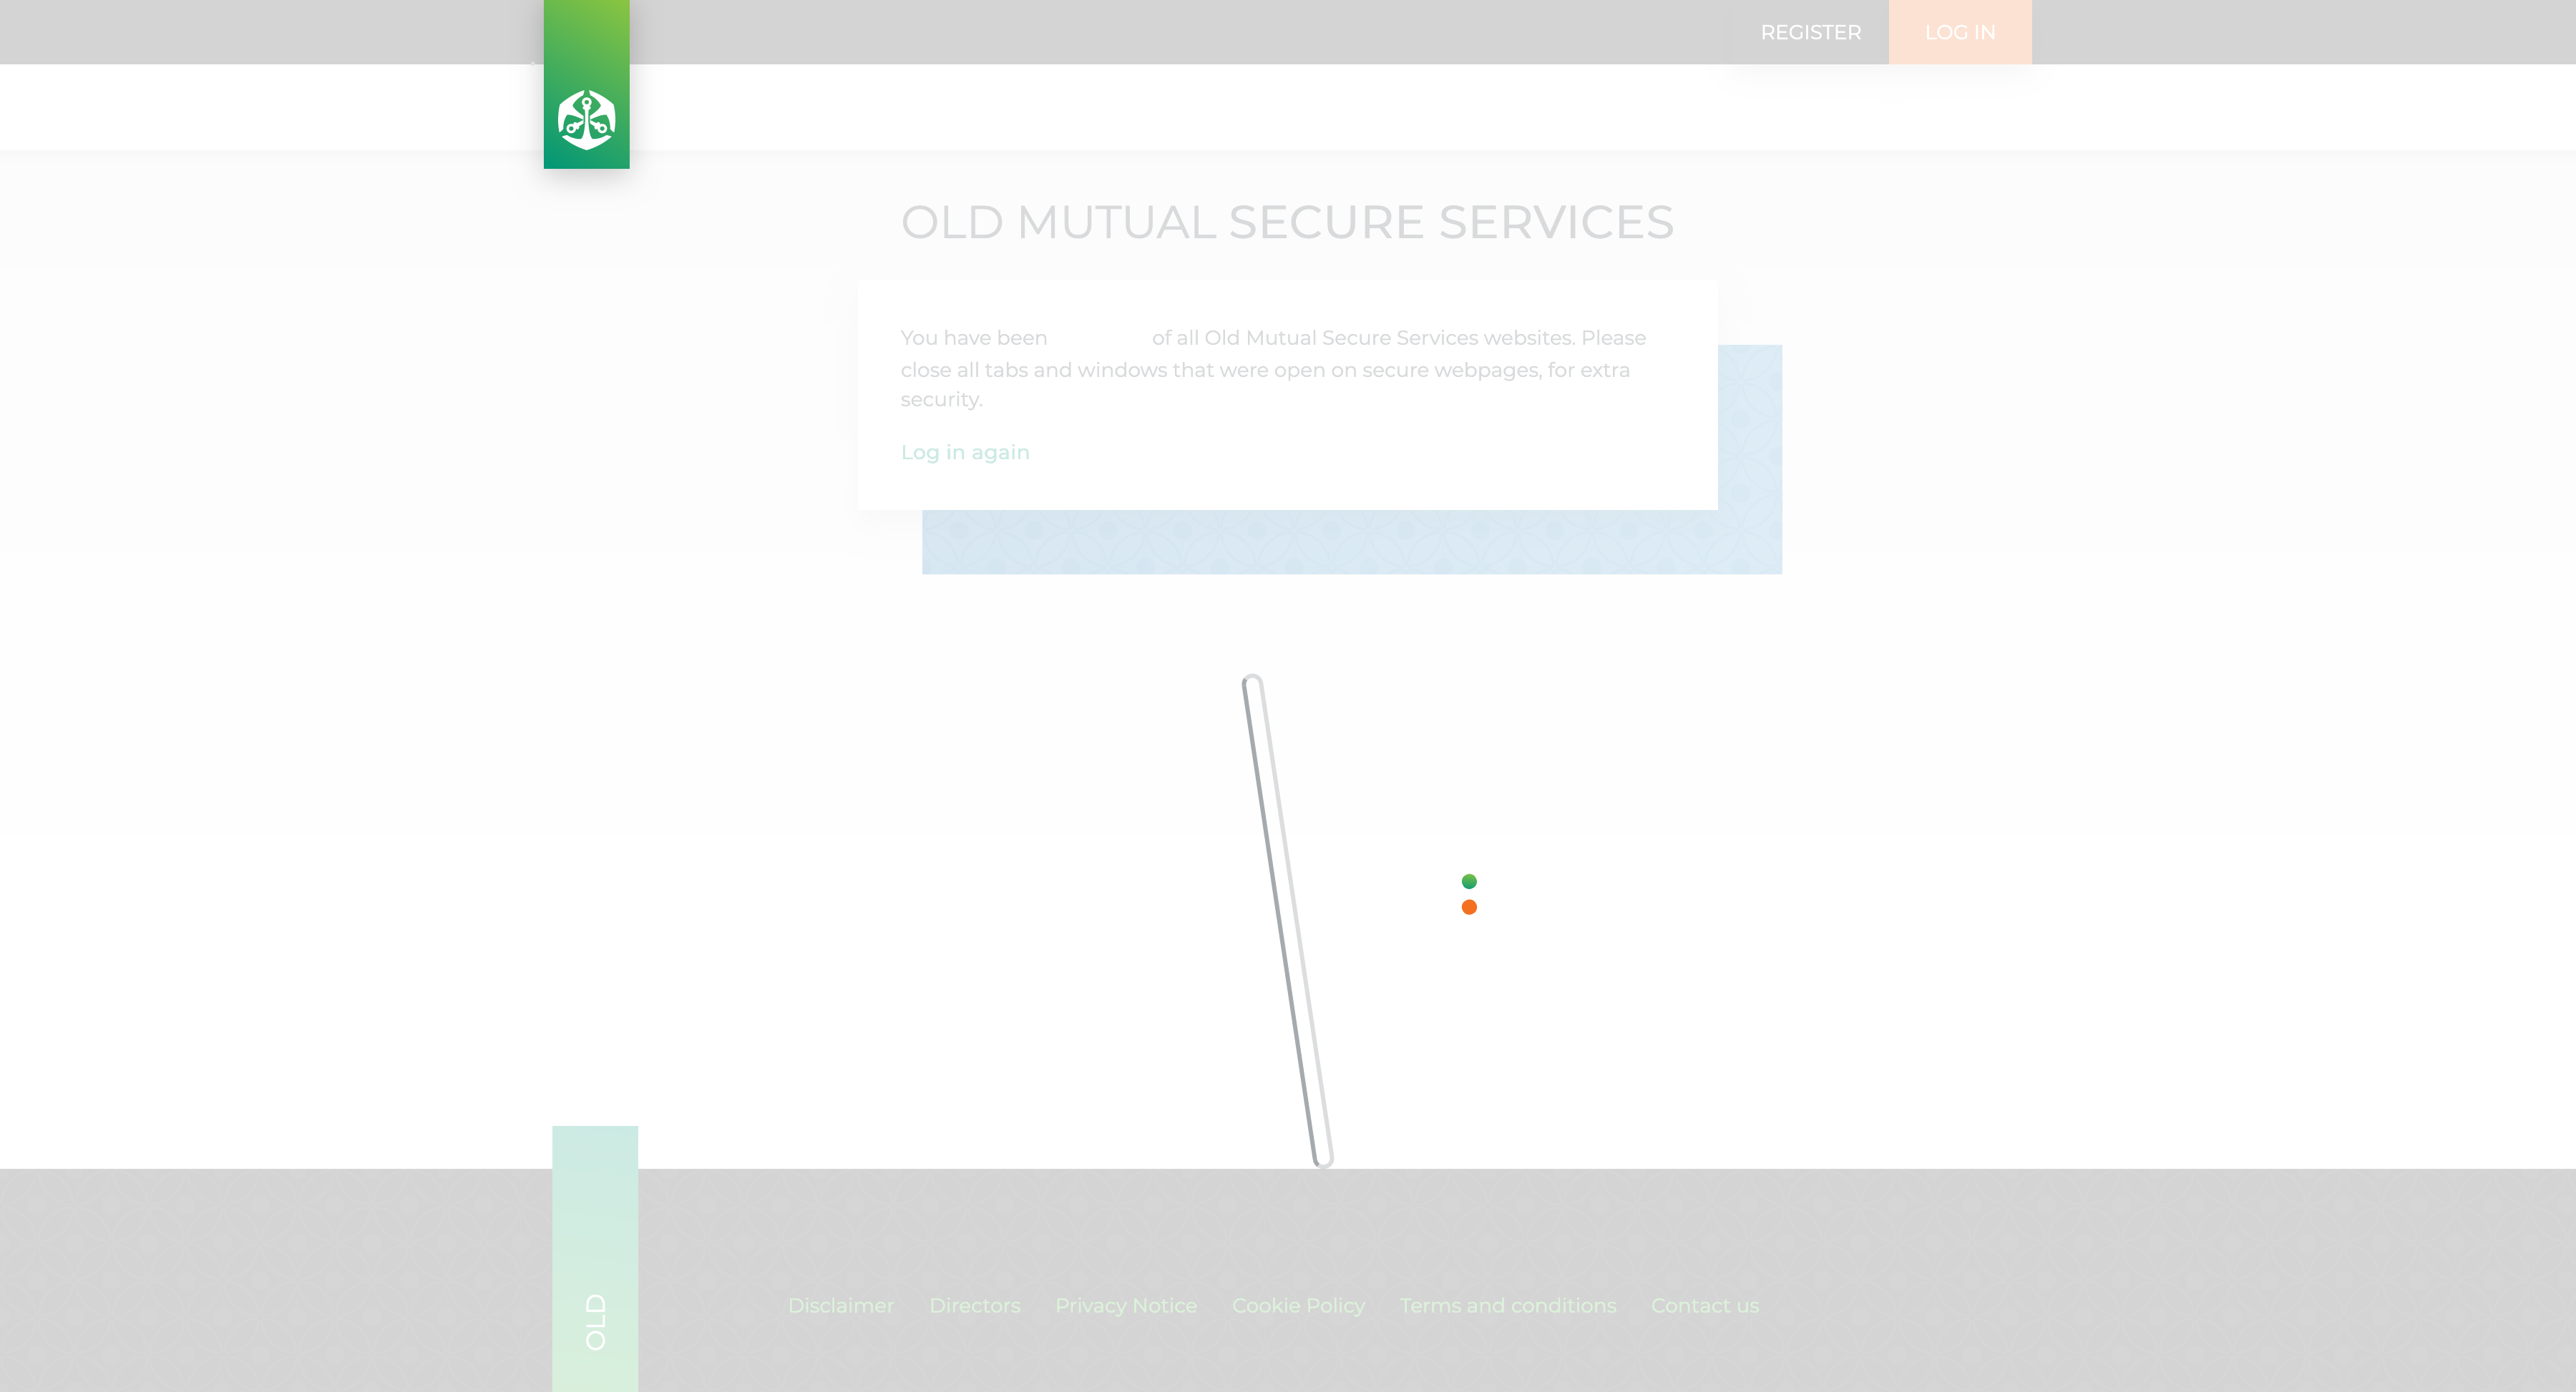 REGISTER
LOG IN
OLD MUTUAL SECURE SERVICES
You have been of all Old Mutual Secure Services websites. Please
close all tabs and windows that were open on secure webpages, for extra
security.
Log in again
OLD
Disclaimer
Directors
Privacy Notice
Cookie Policy
Terms and conditions
Contact us